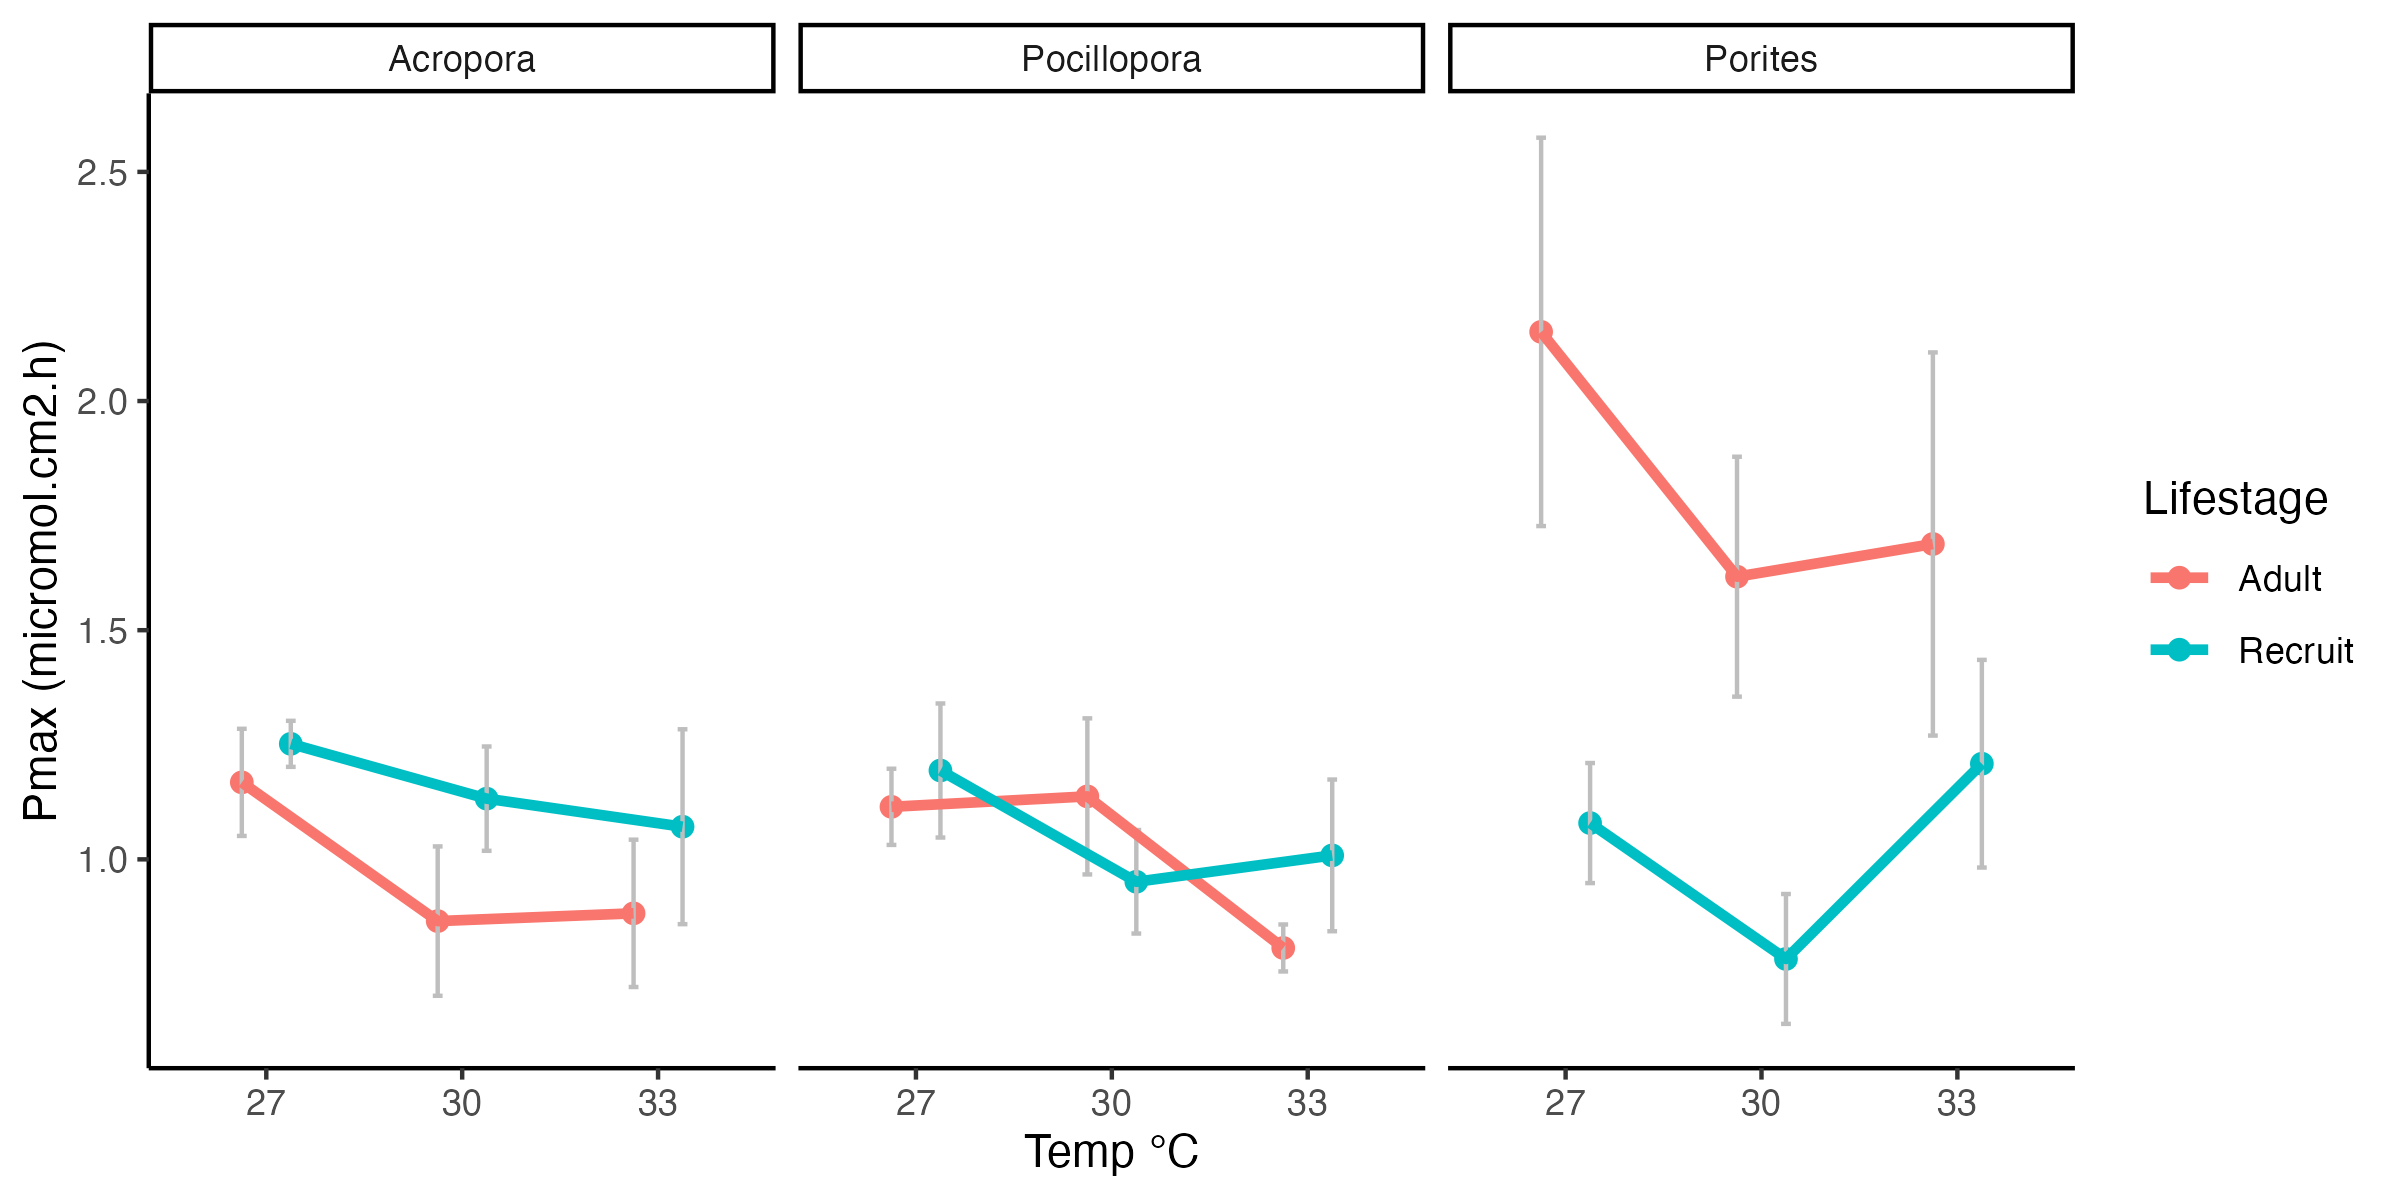 Acropora
Pocillopora
Porites
Pmax (micromol.cm2.h)
2.5
2.0
1.5
1.0
27
30
33
27
30
33
27
30
33
Temp °C
Lifestage
Adult
Recruit